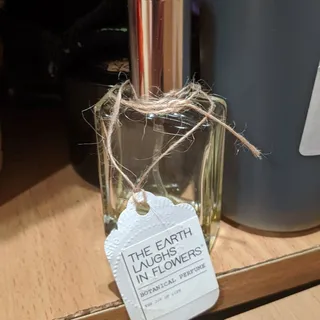 THE EARTH
LAUGHS
IN FLOWERS
BOTANICAL PERFUME